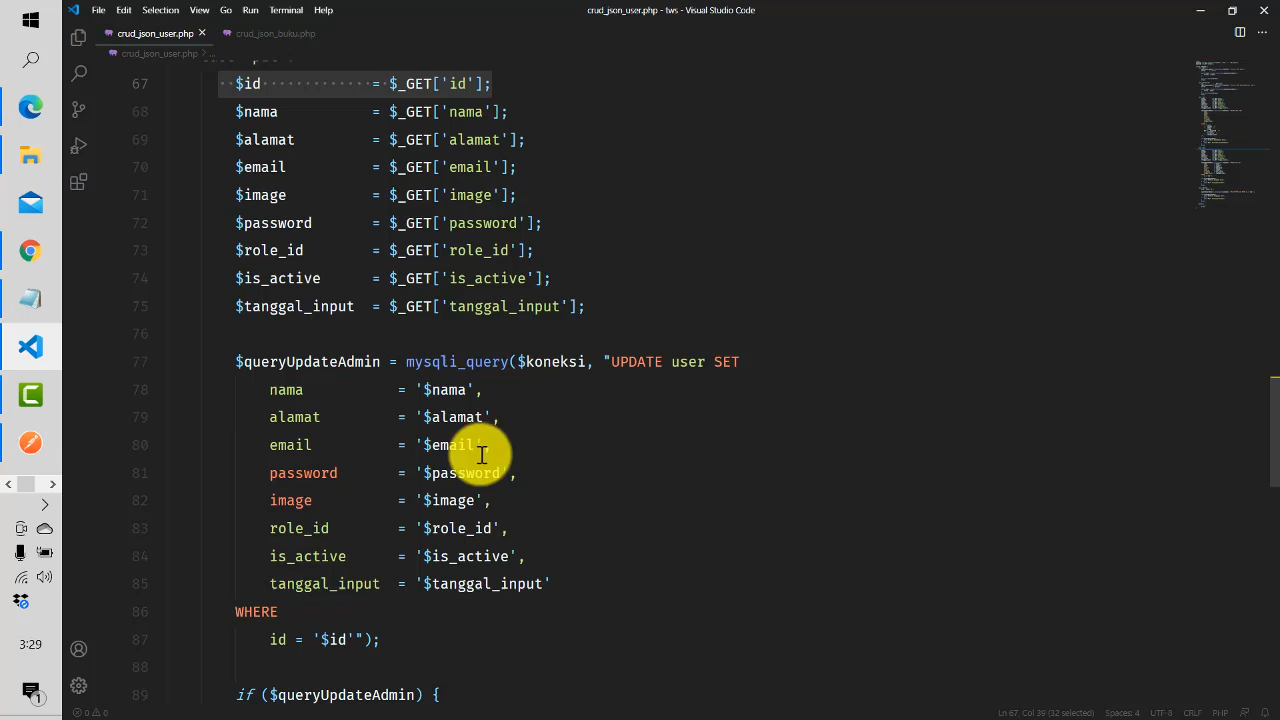 File Edit Selection View Go Run Terminal Help
crud_json_user.php - tws - Visual Studio Code
crud_json_user.php
crud_json_buku.php
crud_json_user.php > ...
67 $id = $_GET['id'];
68 $nama = $_GET['nama'];
69 $alamat = $_GET['alamat'];
70 $email = $_GET['email'];
71 $image = $_GET['image'];
72 $password = $_GET['password'];
73 $role_id = $_GET['role_id'];
74 $is_active = $_GET['is_active'];
75 $tanggal_input = $_GET['tanggal_input'];
76
77 $queryUpdateAdmin = mysqli_query($koneksi, "UPDATE user SET
78 nama = '$nama',
79 alamat = '$alamat',
80 email = '$email',
81 password = '$password',
82 image = '$image',
83 role_id = '$role_id',
84 is_active = '$is_active',
85 tanggal_input = '$tanggal_input'
86 WHERE
87 id = '$id'");
88
89 if ($queryUpdateAdmin) {
3:29
1
0 0
Ln 67, Col 39 (32 selected) Spaces: 4 UTF-8 CRLF PHP